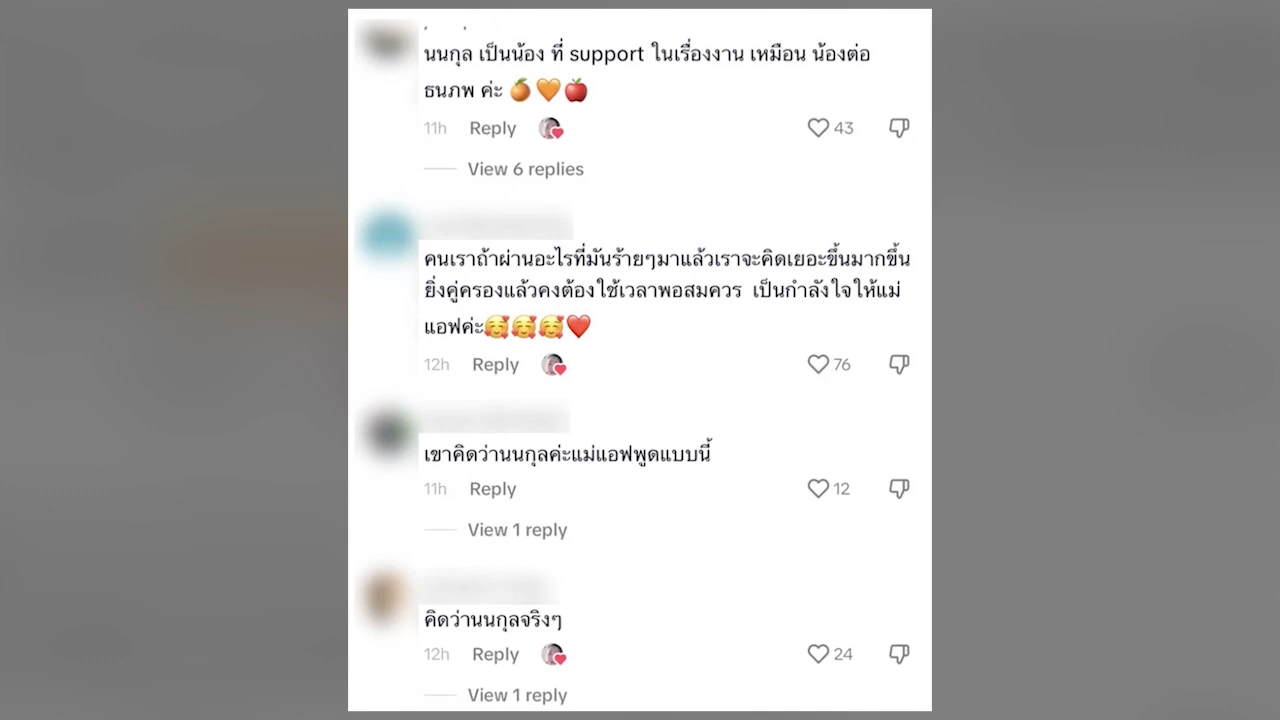 นนกุล เป็นน้อง ที่ support ในเรื่องงาน เหมือน น้องต่อ
ธนภพ ค่ะ 🍊🧡🍎
11h Reply 43
View 6 replies
คนเราถ้าผ่านอะไรที่มันร้ายๆมาแล้วเราจะคิดเยอะขึ้นมากขึ้น
ยิ่งคู่ครองแล้วคงต้องใช้เวลาพอสมควร เป็นกำลังใจให้แม่
แอฟค่ะ🥰🥰🥰❤️
12h Reply 76
เขาคิดว่านนกุลค่ะแม่แอฟพูดแบบนี้
11h Reply 12
View 1 reply
คิดว่านนกุลจริงๆ
12h Reply 24
View 1 reply